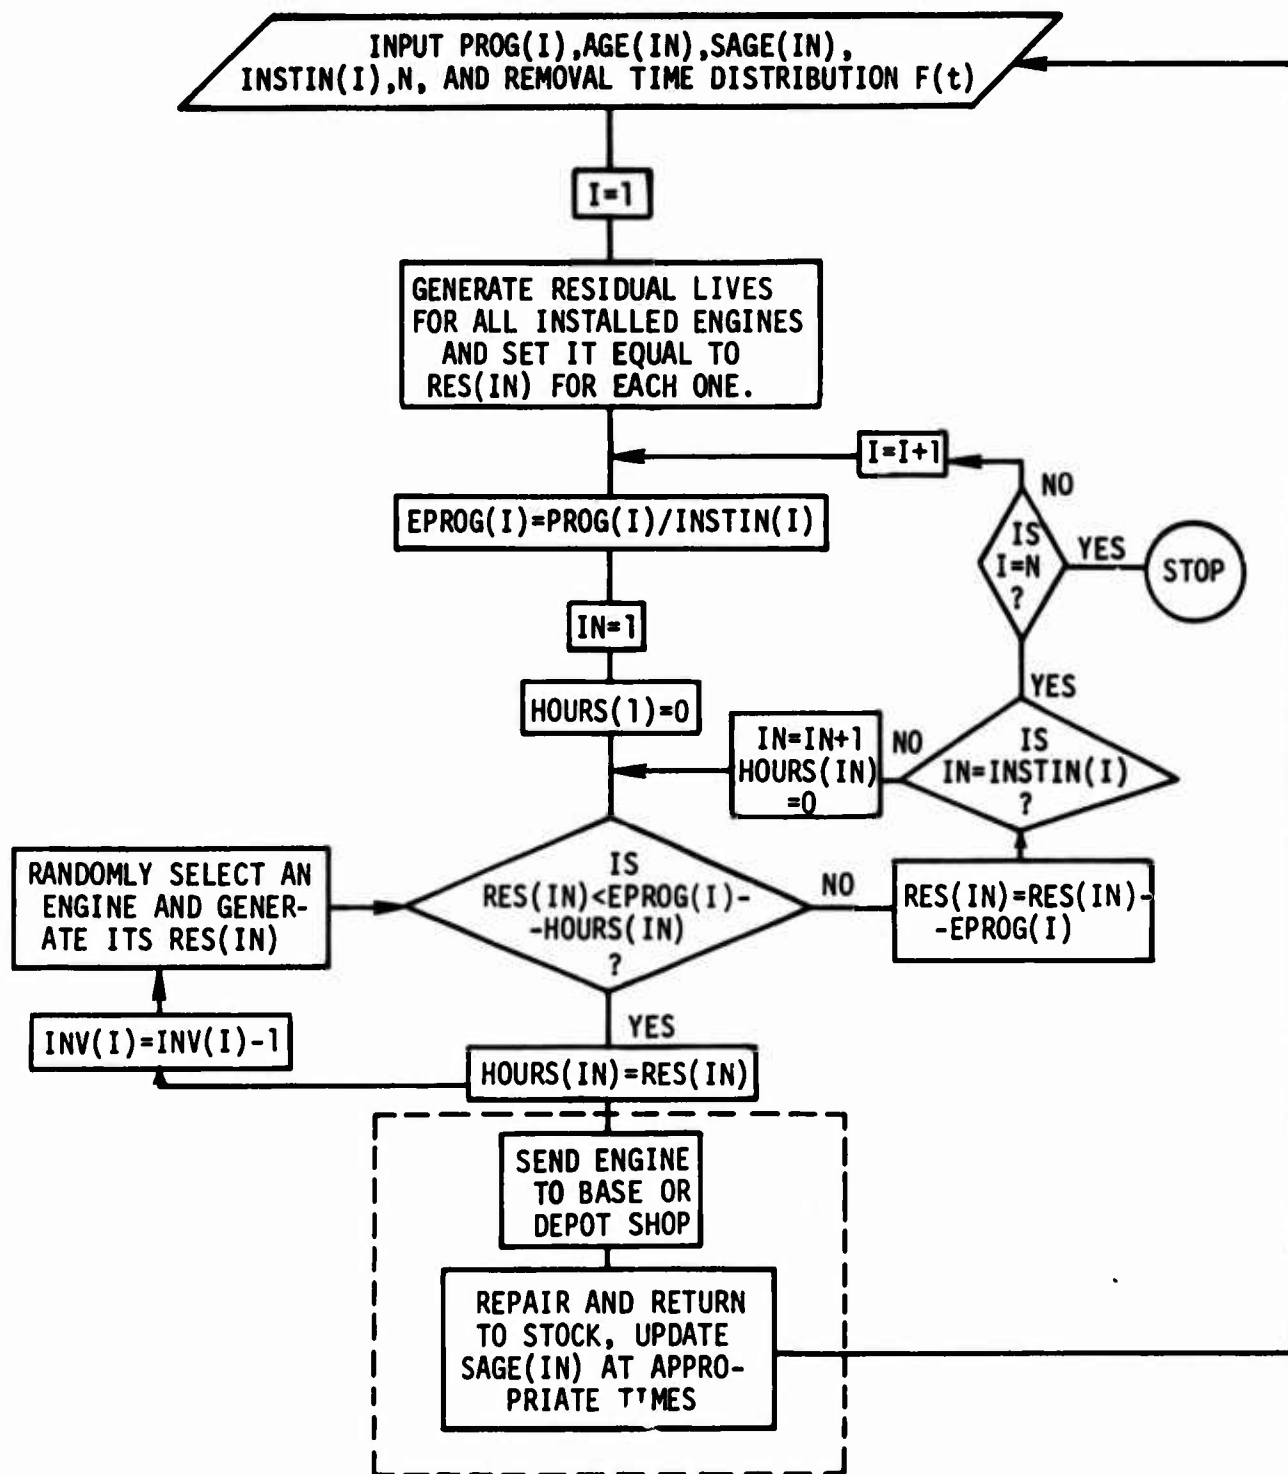 INPUT PROG(I),AGE(IN),SAGE(IN),
INSTIN(I),N, AND REMOVAL TIME DISTRIBUTION F(t)
I=1
GENERATE RESIDUAL LIVES
FOR ALL INSTALLED ENGINES
AND SET IT EQUAL TO
RES(IN) FOR EACH ONE.
I=I+1
NO
EPROG(I)=PROG(I)/INSTIN(I)
IS
I=N
?
YES
STOP
IN=1
YES
HOURS(1)=0
IN=IN+1
HOURS(IN)
=0
NO
IS
IN=INSTIN(I)
?
RANDOMLY SELECT AN
ENGINE AND GENER-
ATE ITS RES(IN)
IS
RES(IN)<EPROG(I)-
-HOURS(IN)
?
NO
RES(IN)=RES(IN)-
-EPROG(I)
YES
INV(I)=INV(I)-1
HOURS(IN)=RES(IN)
SEND ENGINE
TO BASE OR
DEPOT SHOP
REPAIR AND RETURN
TO STOCK, UPDATE
SAGE(IN) AT APPRO-
PRIATE TIMES